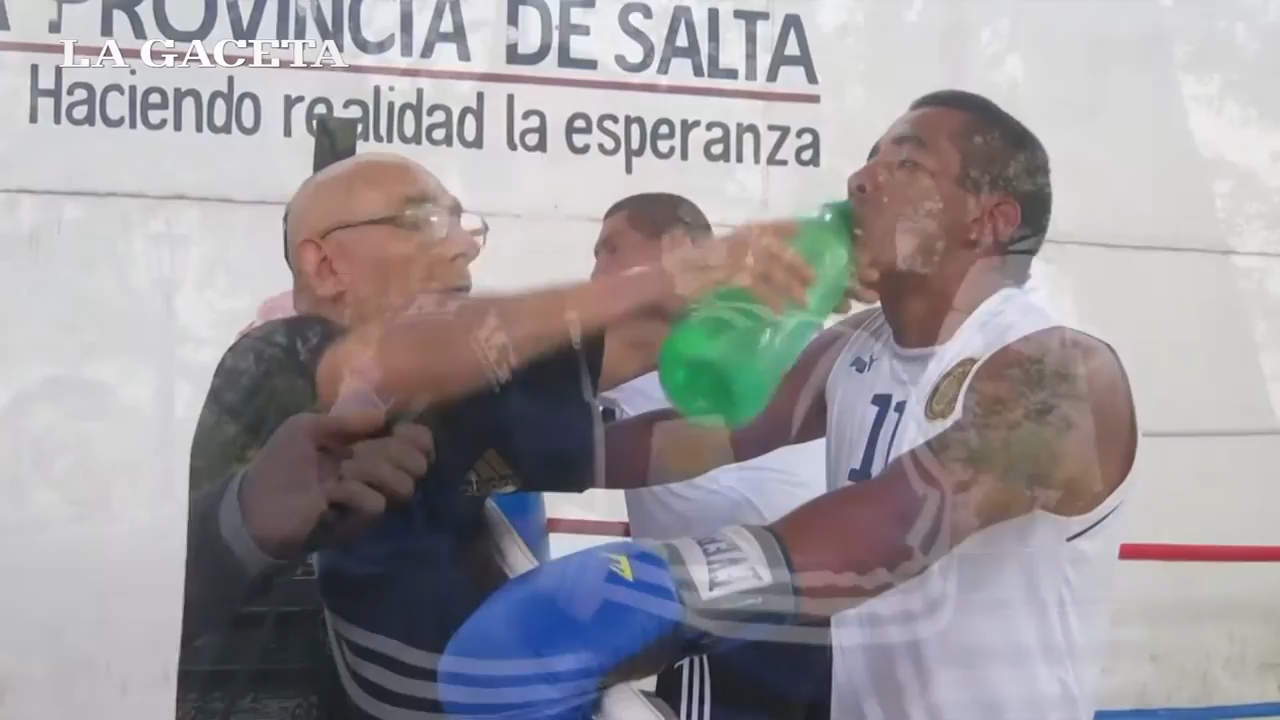 A PROVINCIA DE SALTA
LA GACETA
Haciendo realidad la esperanza
11